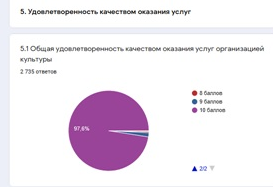 5. Удовлетворенность качеством оказания услуг
5.1 Общая удовлетворенность качеством оказания услуг организацией
культуры
2 735 ответов
97,6%
8 баллов
9 баллов
10 баллов
2/2